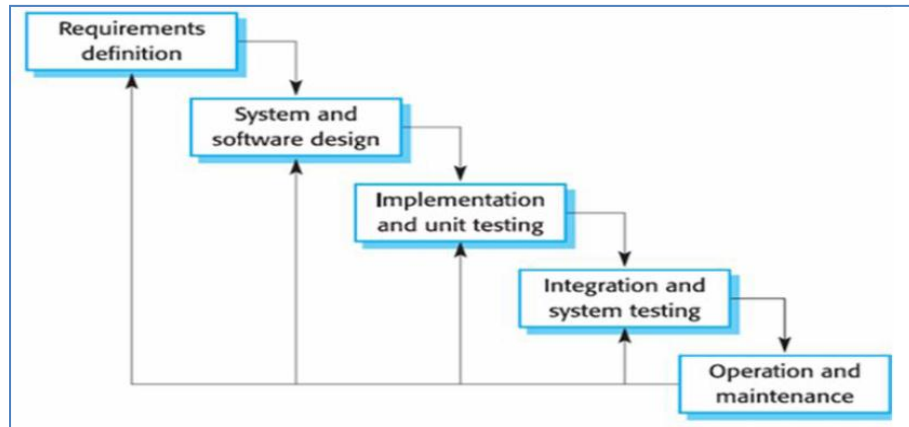 Requirements
definition
System and
software design
Implementation
and unit testing
Integration and
system testing
Operation and
maintenance